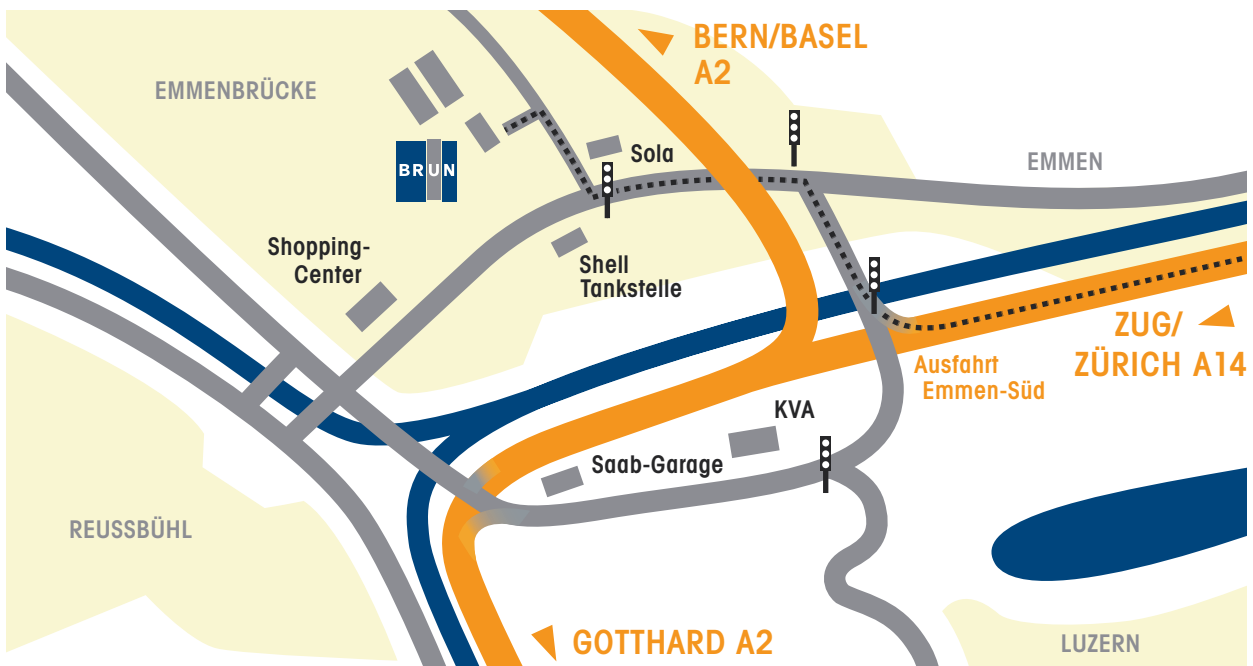 BERN/BASEL
A2
EMMENBRÜCKE
Sola
EMMEN
BRUN
Shopping-
Center
Shell
Tankstelle
ZUG/
ZÜRICH A14
Ausfahrt
Emmen-Süd
KVA
Saab-Garage
REUSSBÜHL
GOTTHARD A2
LUZERN